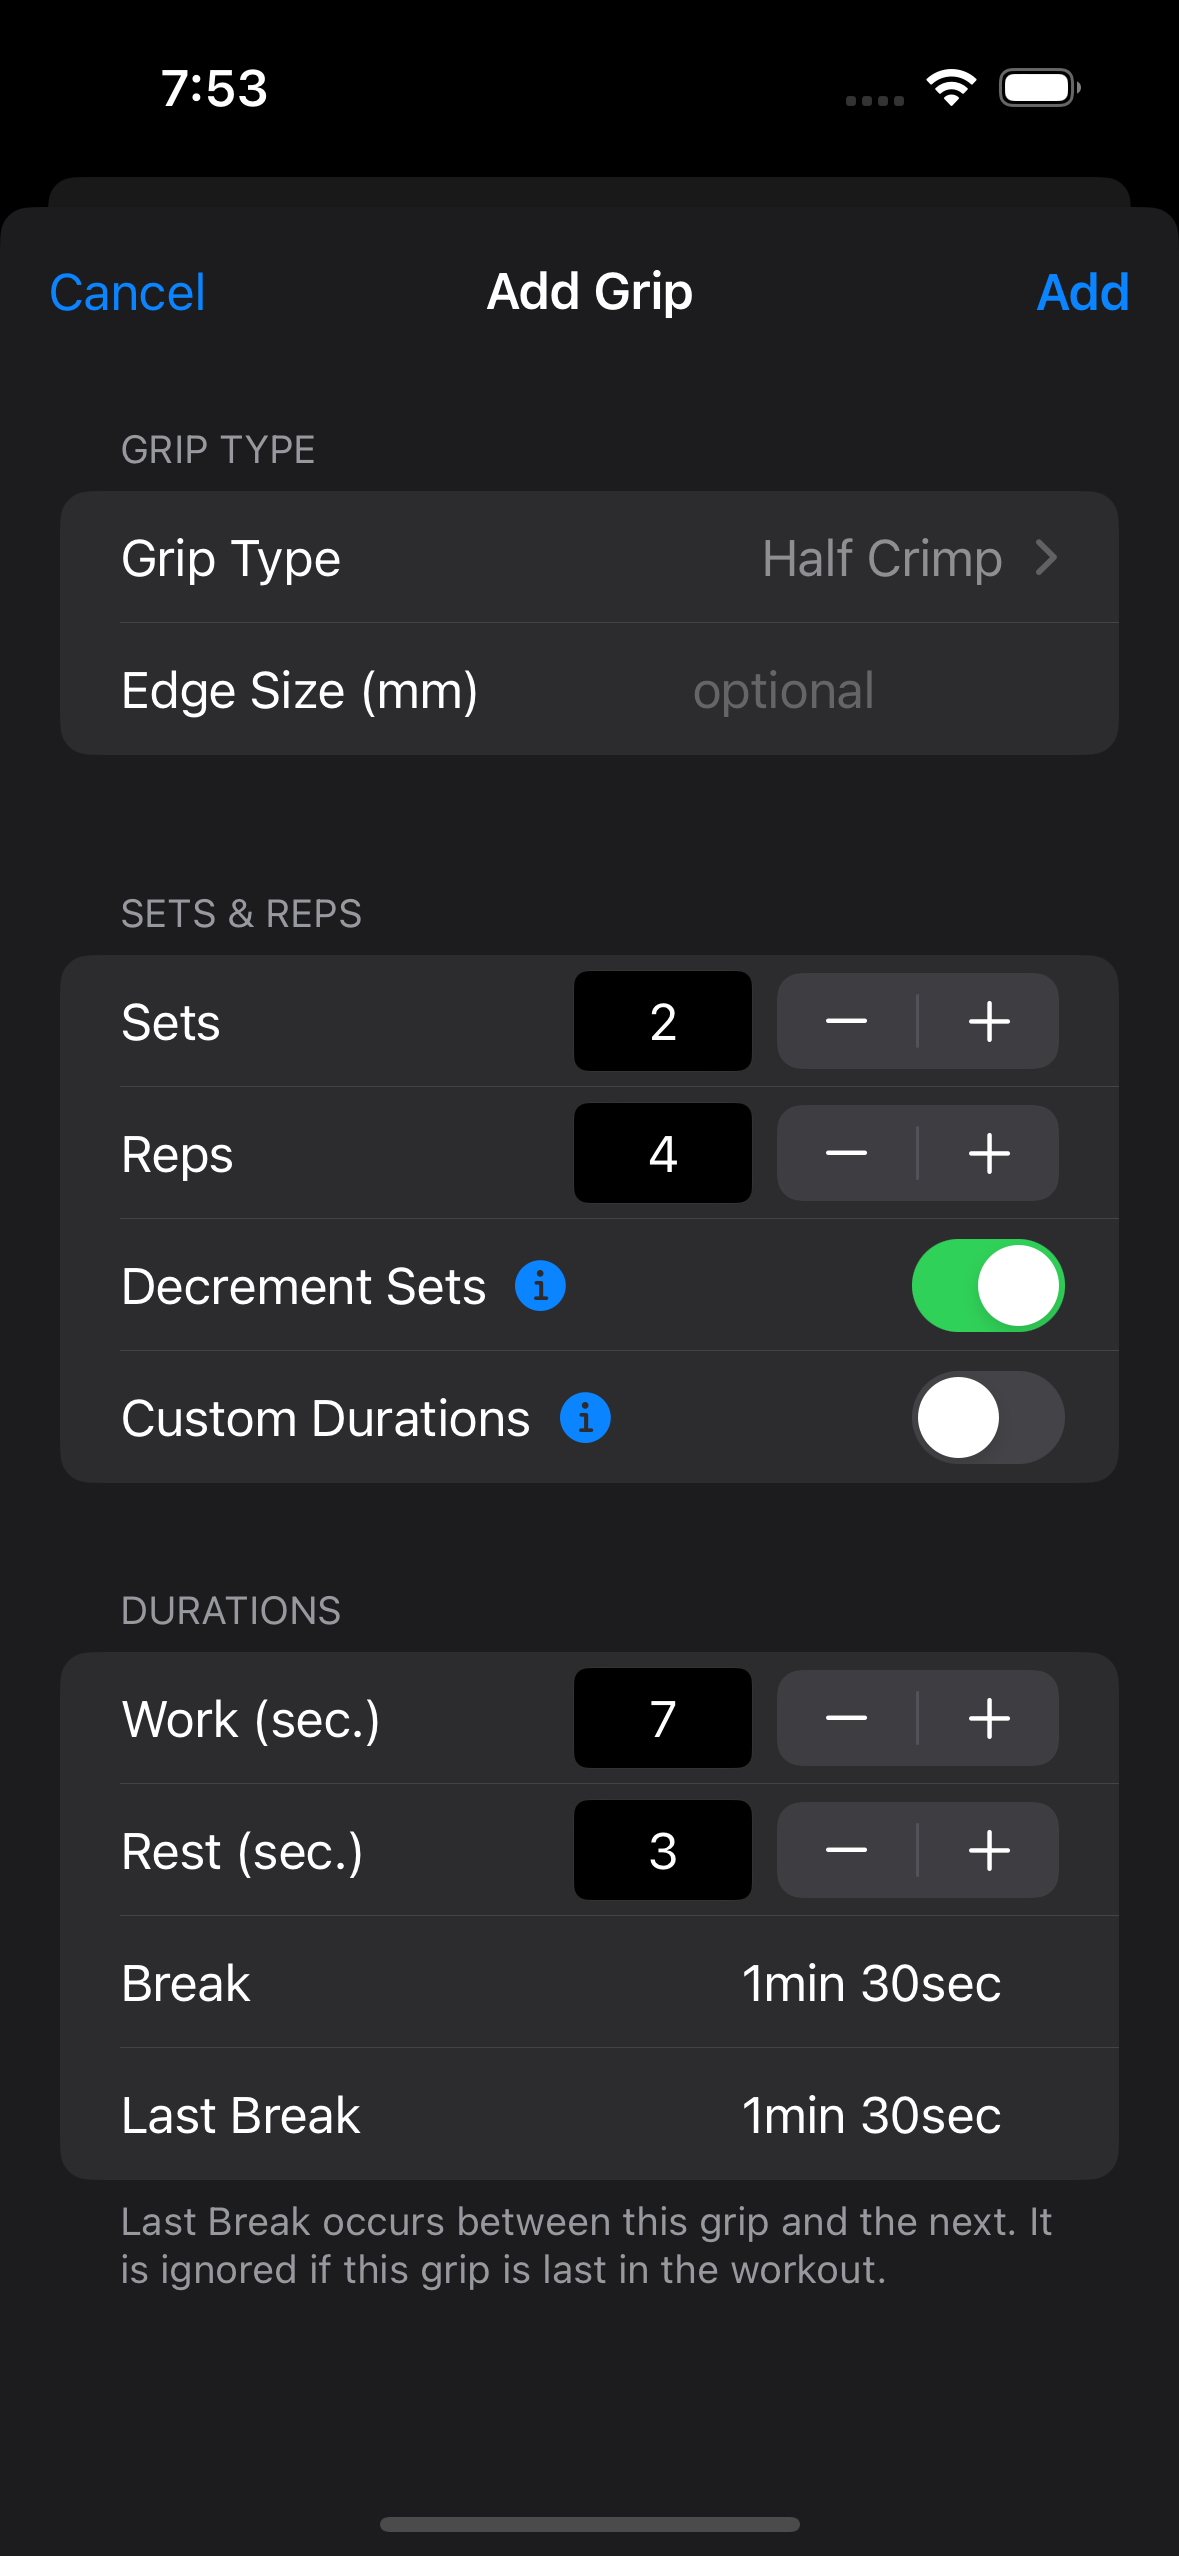 7:53
Cancel Add Grip Add
GRIP TYPE
Grip Type Half Crimp
Edge Size (mm) optional
SETS & REPS
Sets 2
Reps 4
Decrement Sets
Custom Durations
DURATIONS
Work (sec.) 7
Rest (sec.) 3
Break 1min 30sec
Last Break 1min 30sec
Last Break occurs between this grip and the next. It
is ignored if this grip is last in the workout.